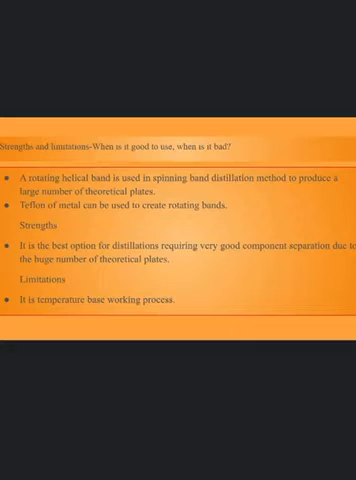 Strengths and limitations-When is it good to use, when is it bad?
● A rotating helical band is used in spinning band distillation method to produce a
large number of theoretical plates.
● Teflon of metal can be used to create rotating bands.
Strengths
● It is the best option for distillations requiring very good component separation due to
the huge number of theoretical plates.
Limitations
● It is temperature base working process.